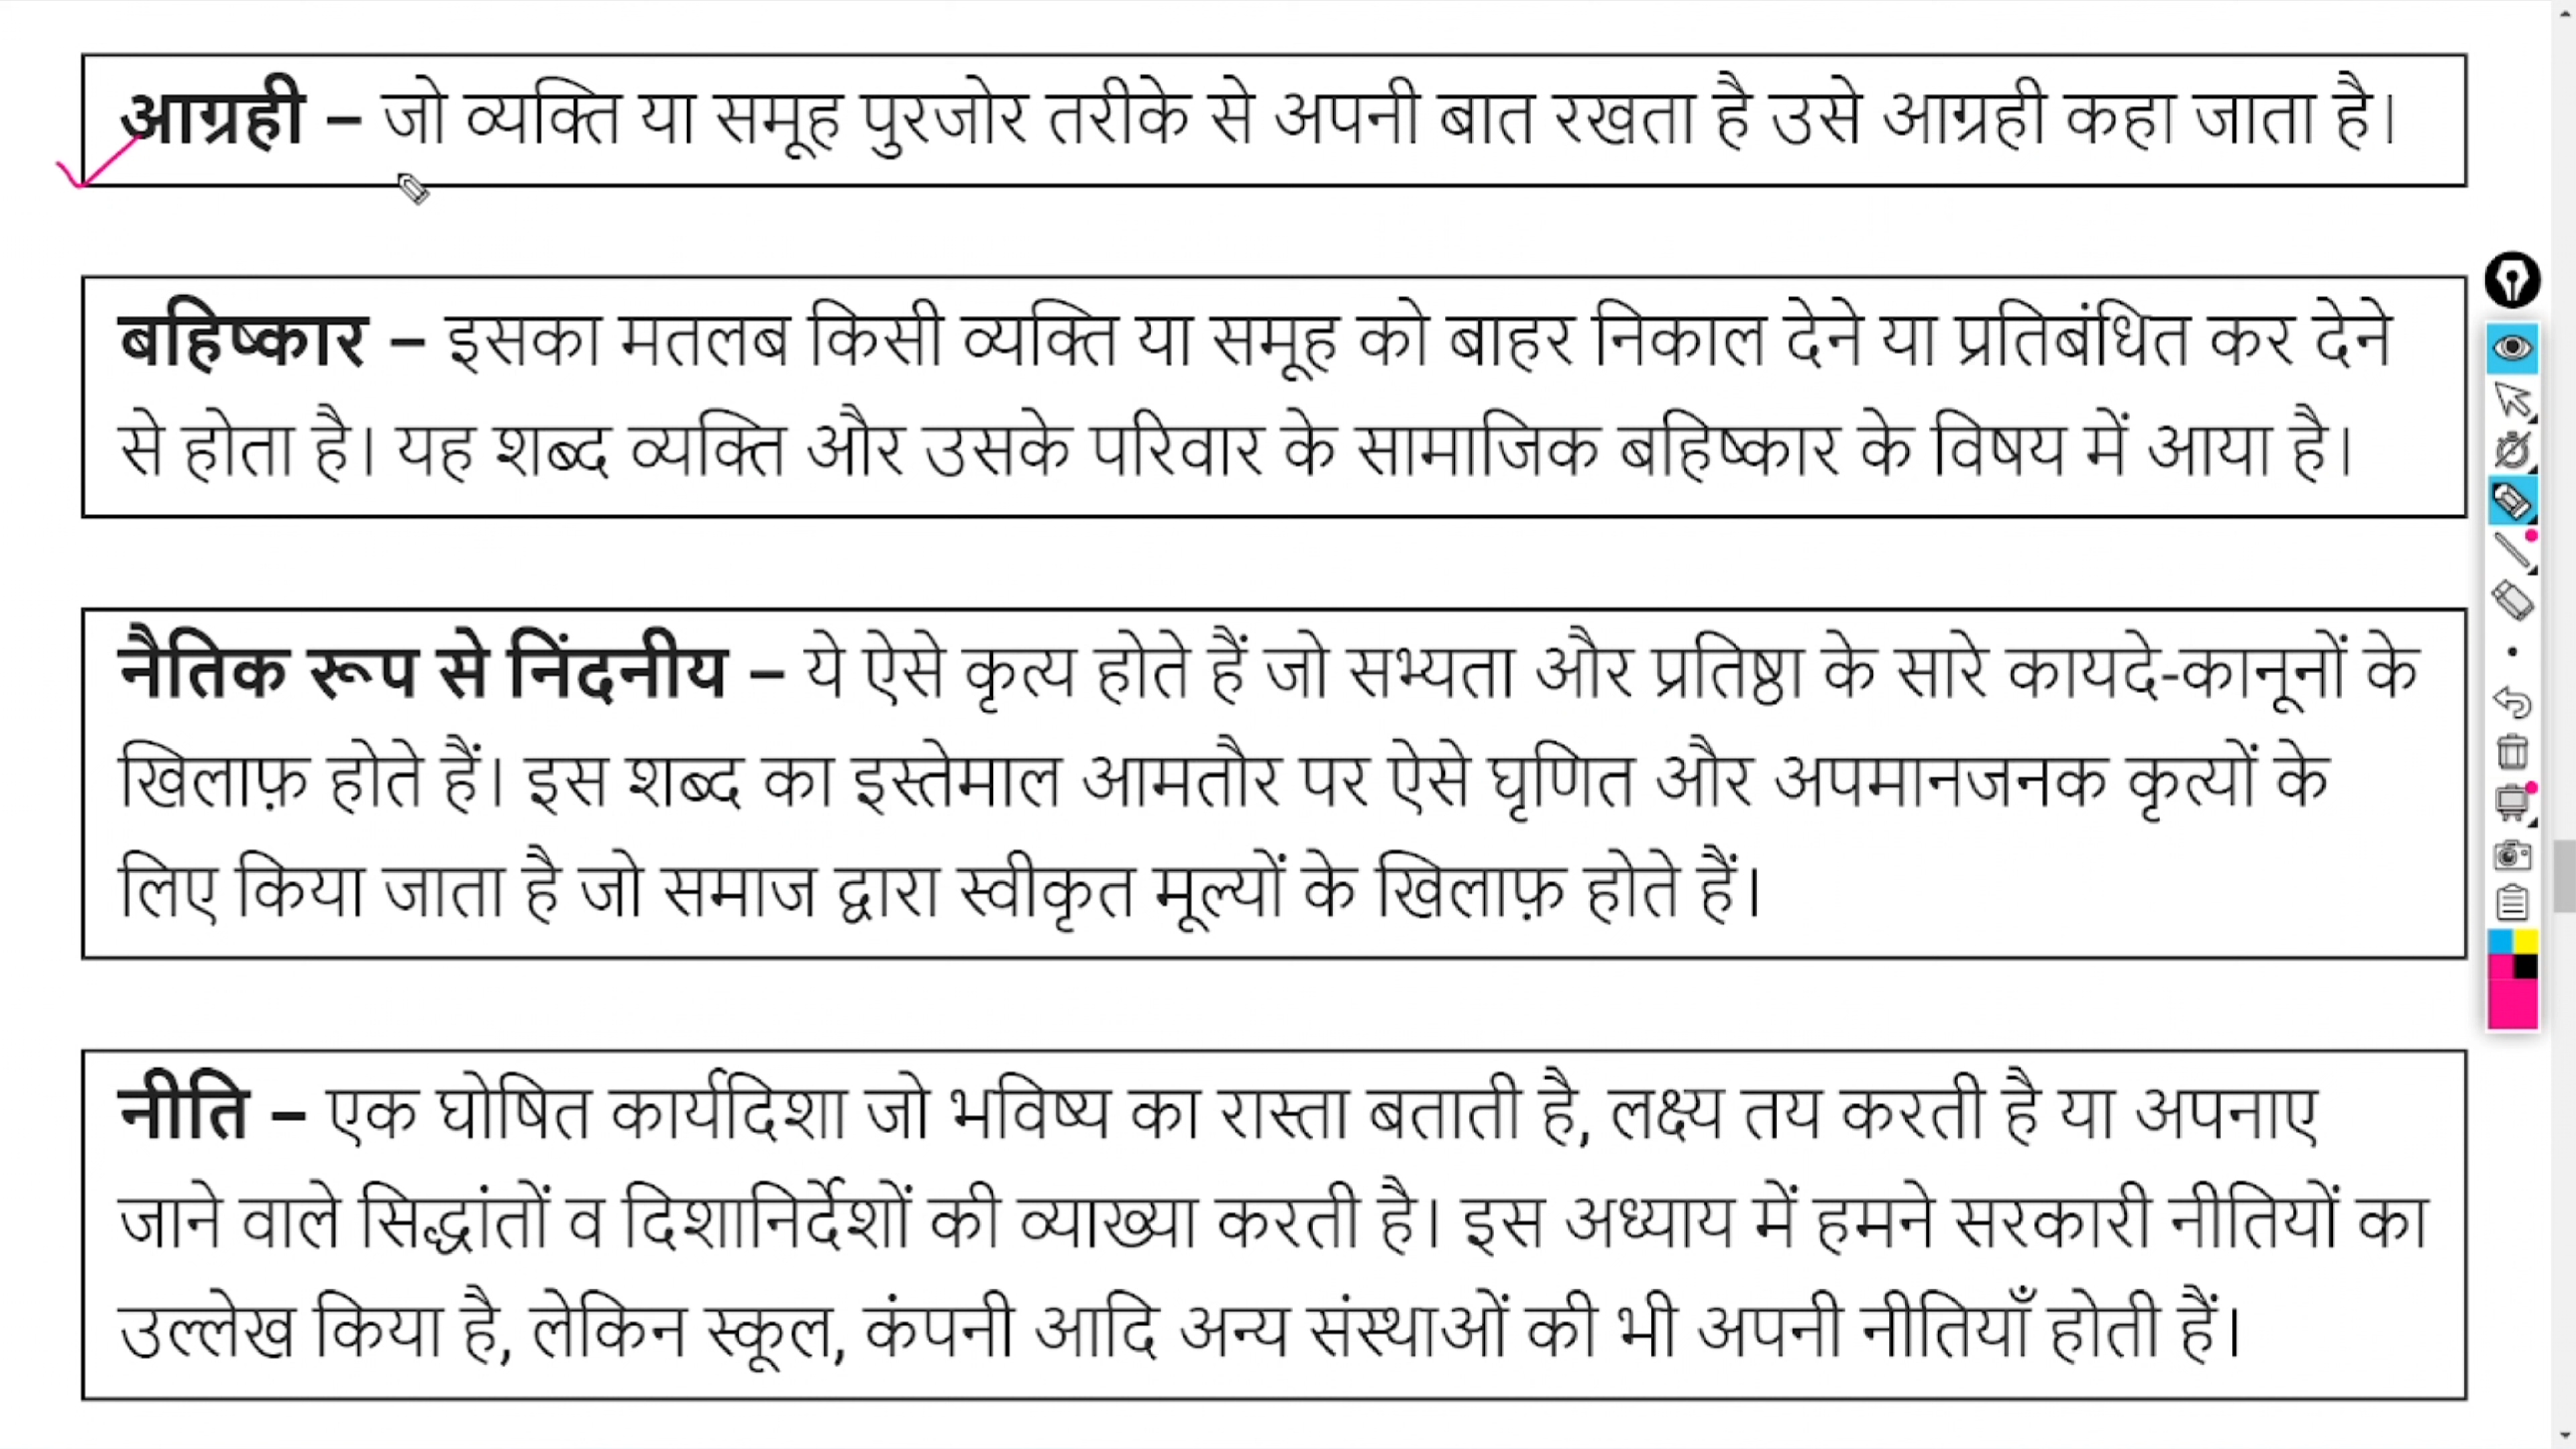 आग्रही – जो व्यक्ति या समूह पुरजोर तरीके से अपनी बात रखता है उसे आग्रही कहा जाता है।
बहिष्कार – इसका मतलब किसी व्यक्ति या समूह को बाहर निकाल देने या प्रतिबंधित कर देने
से होता है। यह शब्द व्यक्ति और उसके परिवार के सामाजिक बहिष्कार के विषय में आया है।
नैतिक रूप से निंदनीय – ये ऐसे कृत्य होते हैं जो सभ्यता और प्रतिष्ठा के सारे कायदे-कानूनों के
खिलाफ़ होते हैं। इस शब्द का इस्तेमाल आमतौर पर ऐसे घृणित और अपमानजनक कृत्यों के
लिए किया जाता है जो समाज द्वारा स्वीकृत मूल्यों के खिलाफ़ होते हैं।
नीति – एक घोषित कार्यदिशा जो भविष्य का रास्ता बताती है, लक्ष्य तय करती है या अपनाए
जाने वाले सिद्धांतों व दिशानिर्देशों की व्याख्या करती है। इस अध्याय में हमने सरकारी नीतियों का
उल्लेख किया है, लेकिन स्कूल, कंपनी आदि अन्य संस्थाओं की भी अपनी नीतियाँ होती हैं।